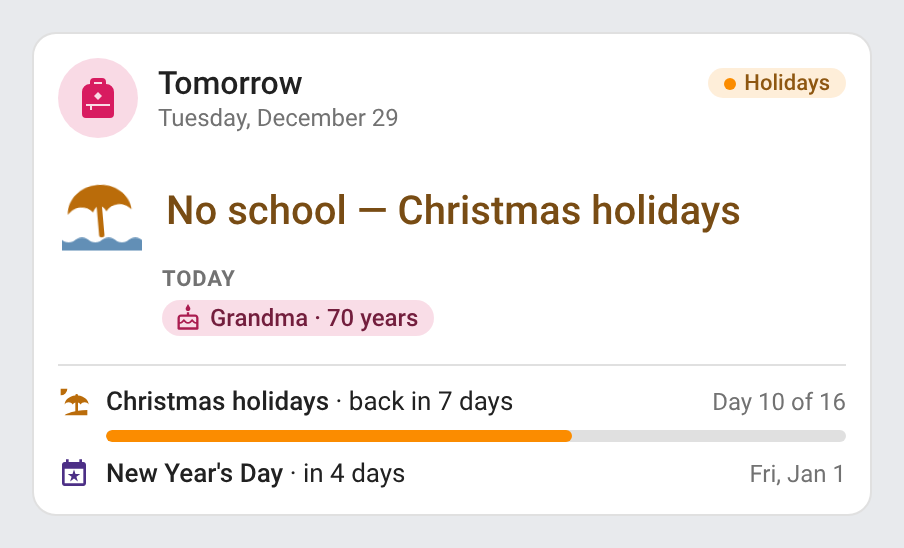 Tomorrow
Holidays
Tuesday, December 29
No school — Christmas holidays
TODAY
Grandma · 70 years
Christmas holidays · back in 7 days
Day 10 of 16
New Year's Day · in 4 days
Fri, Jan 1